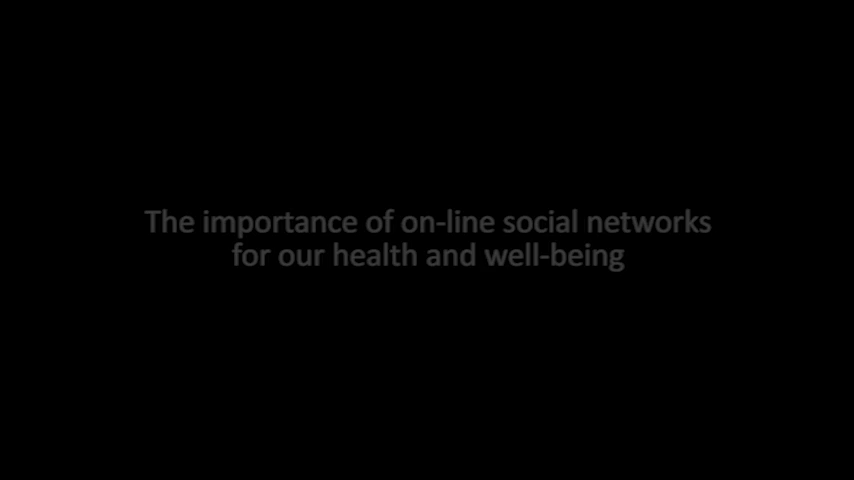 The importance of on-line social networks
for our health and well-being